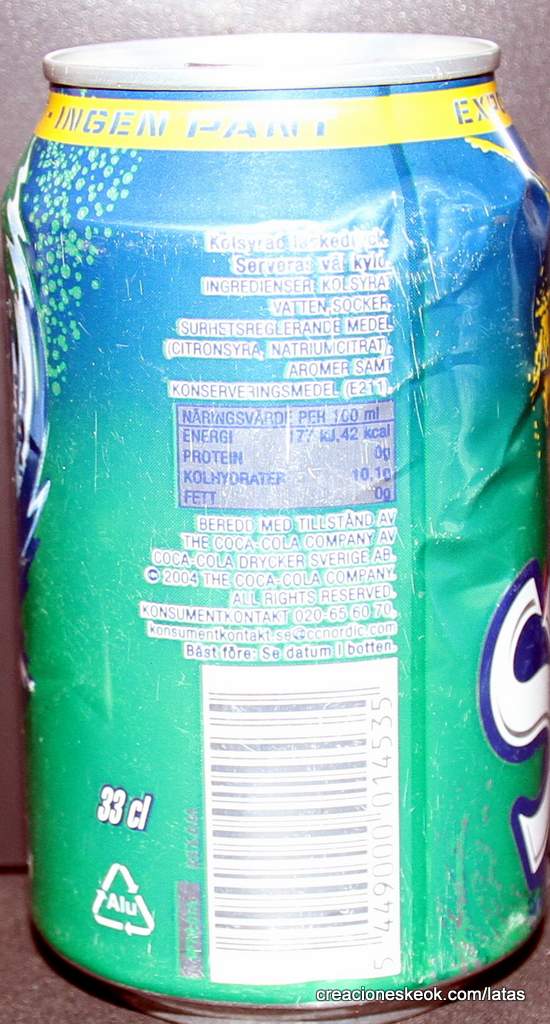 - INGEN PANT
EXPO
Kolsyrad läskedryck.
Serveras väl kyld.
INGREDIENSER: KOLSYRAT
VATTEN, SOCKER,
SURHETSREGLERANDE MEDEL
(CITRONSYRA, NATRIUMCITRAT),
AROMER SAMT
KONSERVERINGSMEDEL (E211).
NÄRINGSVÄRDE PER 100 ml
ENERGI 177 kJ, 42 kcal
PROTEIN 0g
KOLHYDRATER 10,1g
FETT 0g
BEREDD MED TILLSTÅND AV
THE COCA-COLA COMPANY AV
COCA-COLA DRYCKER SVERIGE AB.
© 2004 THE COCA-COLA COMPANY.
ALL RIGHTS RESERVED.
KONSUMENTKONTAKT 020-65 60 70.
konsumentkontakt.se@ccnordic.com
Bäst före: Se datum i botten.
33 cl
Alu
5 449000 014535
S
creacioneskeok.com/latas